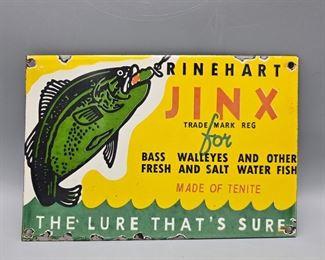 RINEHART
JINX
TRADE MARK REG
for
BASS WALLEYES AND OTHER
FRESH AND SALT WATER FISH
MADE OF TENITE
THE LURE THAT'S SURE